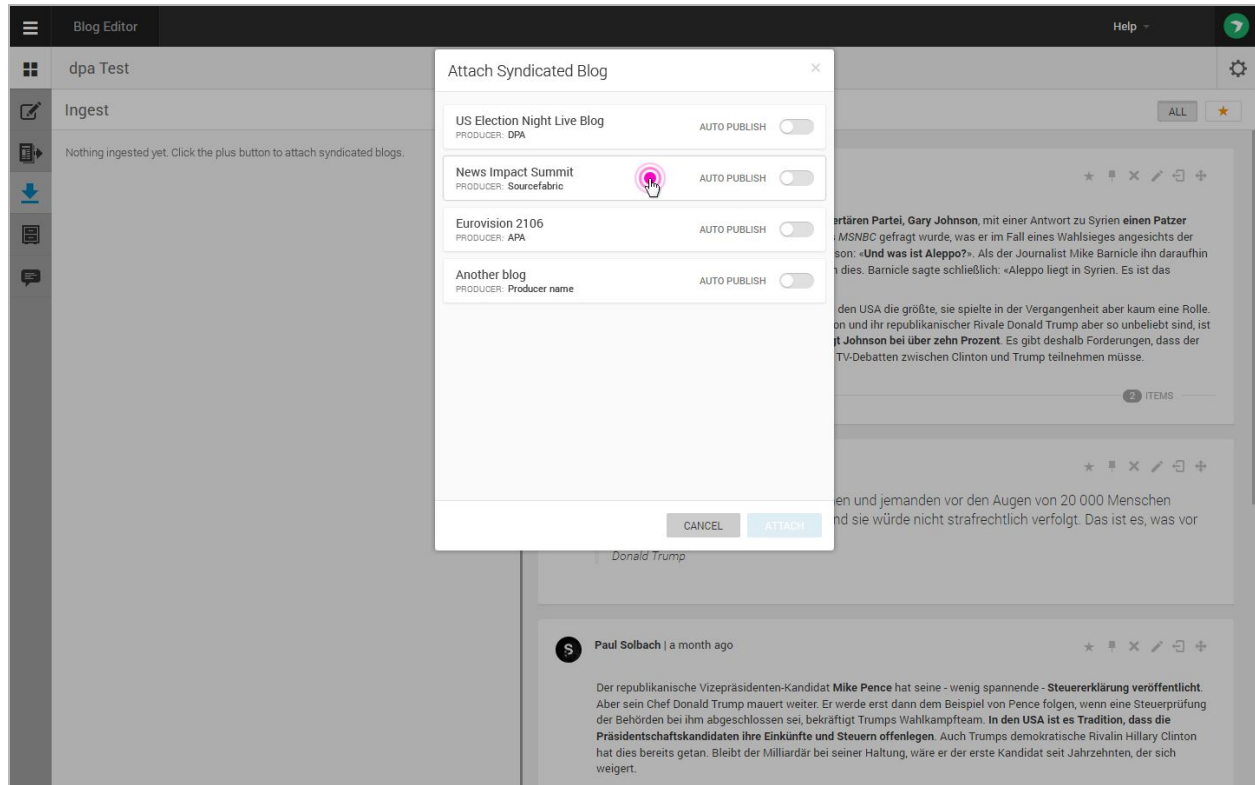 Blog Editor
Help
dpa Test
Ingest
ALL
Nothing ingested yet. Click the plus button to attach syndicated blogs.
Attach Syndicated Blog
US Election Night Live Blog
PRODUCER: DPA
AUTO PUBLISH
News Impact Summit
PRODUCER: Sourcefabric
AUTO PUBLISH
Eurovision 2106
PRODUCER: APA
AUTO PUBLISH
Another blog
PRODUCER: Producer name
AUTO PUBLISH
CANCEL
ATTACH
ertären Partei, Gary Johnson, mit einer Antwort zu Syrien einen Patzer
MSNBC gefragt wurde, was er im Fall eines Wahlsieges angesichts der
son: «Und was ist Aleppo?». Als der Journalist Mike Barnicle ihn daraufhin
dies. Barnicle sagte schließlich: «Aleppo liegt in Syrien. Es ist das
den USA die größte, sie spielte in der Vergangenheit aber kaum eine Rolle.
on und ihr republikanischer Rivale Donald Trump aber so unbeliebt sind, ist
gt Johnson bei über zehn Prozent. Es gibt deshalb Forderungen, dass der
TV-Debatten zwischen Clinton und Trump teilnehmen müsse.
2 ITEMS
en und jemanden vor den Augen von 20 000 Menschen
nd sie würde nicht strafrechtlich verfolgt. Das ist es, was vor
Donald Trump
S
Paul Solbach | a month ago
Der republikanische Vizepräsidenten-Kandidat Mike Pence hat seine - wenig spannende - Steuererklärung veröffentlicht.
Aber sein Chef Donald Trump mauert weiter. Er werde erst dann dem Beispiel von Pence folgen, wenn eine Steuerprüfung
der Behörden bei ihm abgeschlossen sei, bekräftigt Trumps Wahlkampfteam. In den USA ist es Tradition, dass die
Präsidentschaftskandidaten ihre Einkünfte und Steuern offenlegen. Auch Trumps demokratische Rivalin Hillary Clinton
hat dies bereits getan. Bleibt der Milliardär bei seiner Haltung, wäre er der erste Kandidat seit Jahrzehnten, der sich
weigert.